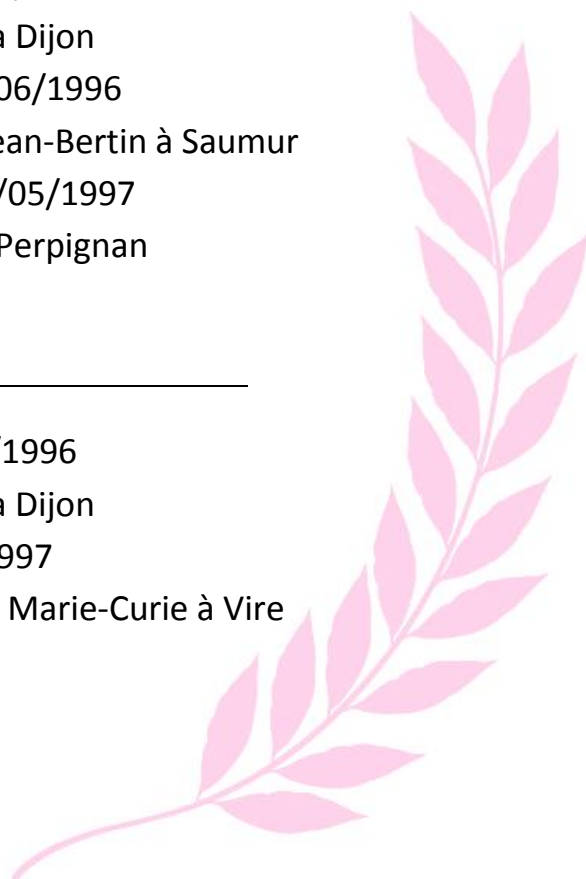 à Dijon
06/1996
ean-Bertin à Saumur
/05/1997
Perpignan
/1996
à Dijon
997
Marie-Curie à Vire